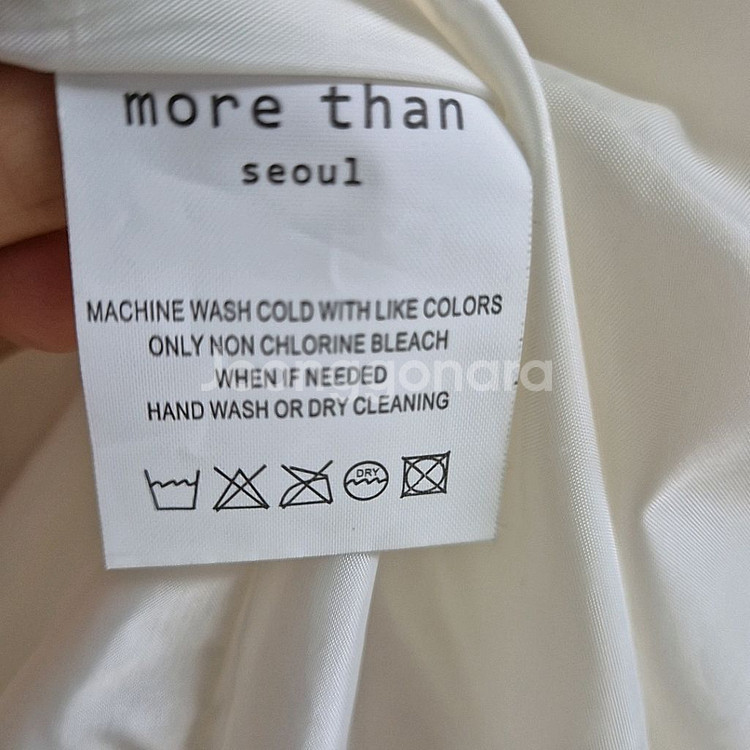 more than
seoul
MACHINE WASH COLD WITH LIKE COLORS
ONLY NON CHLORINE BLEACH
WHEN IF NEEDED
HAND WASH OR DRY CLEANING
DRY
Joonggonara